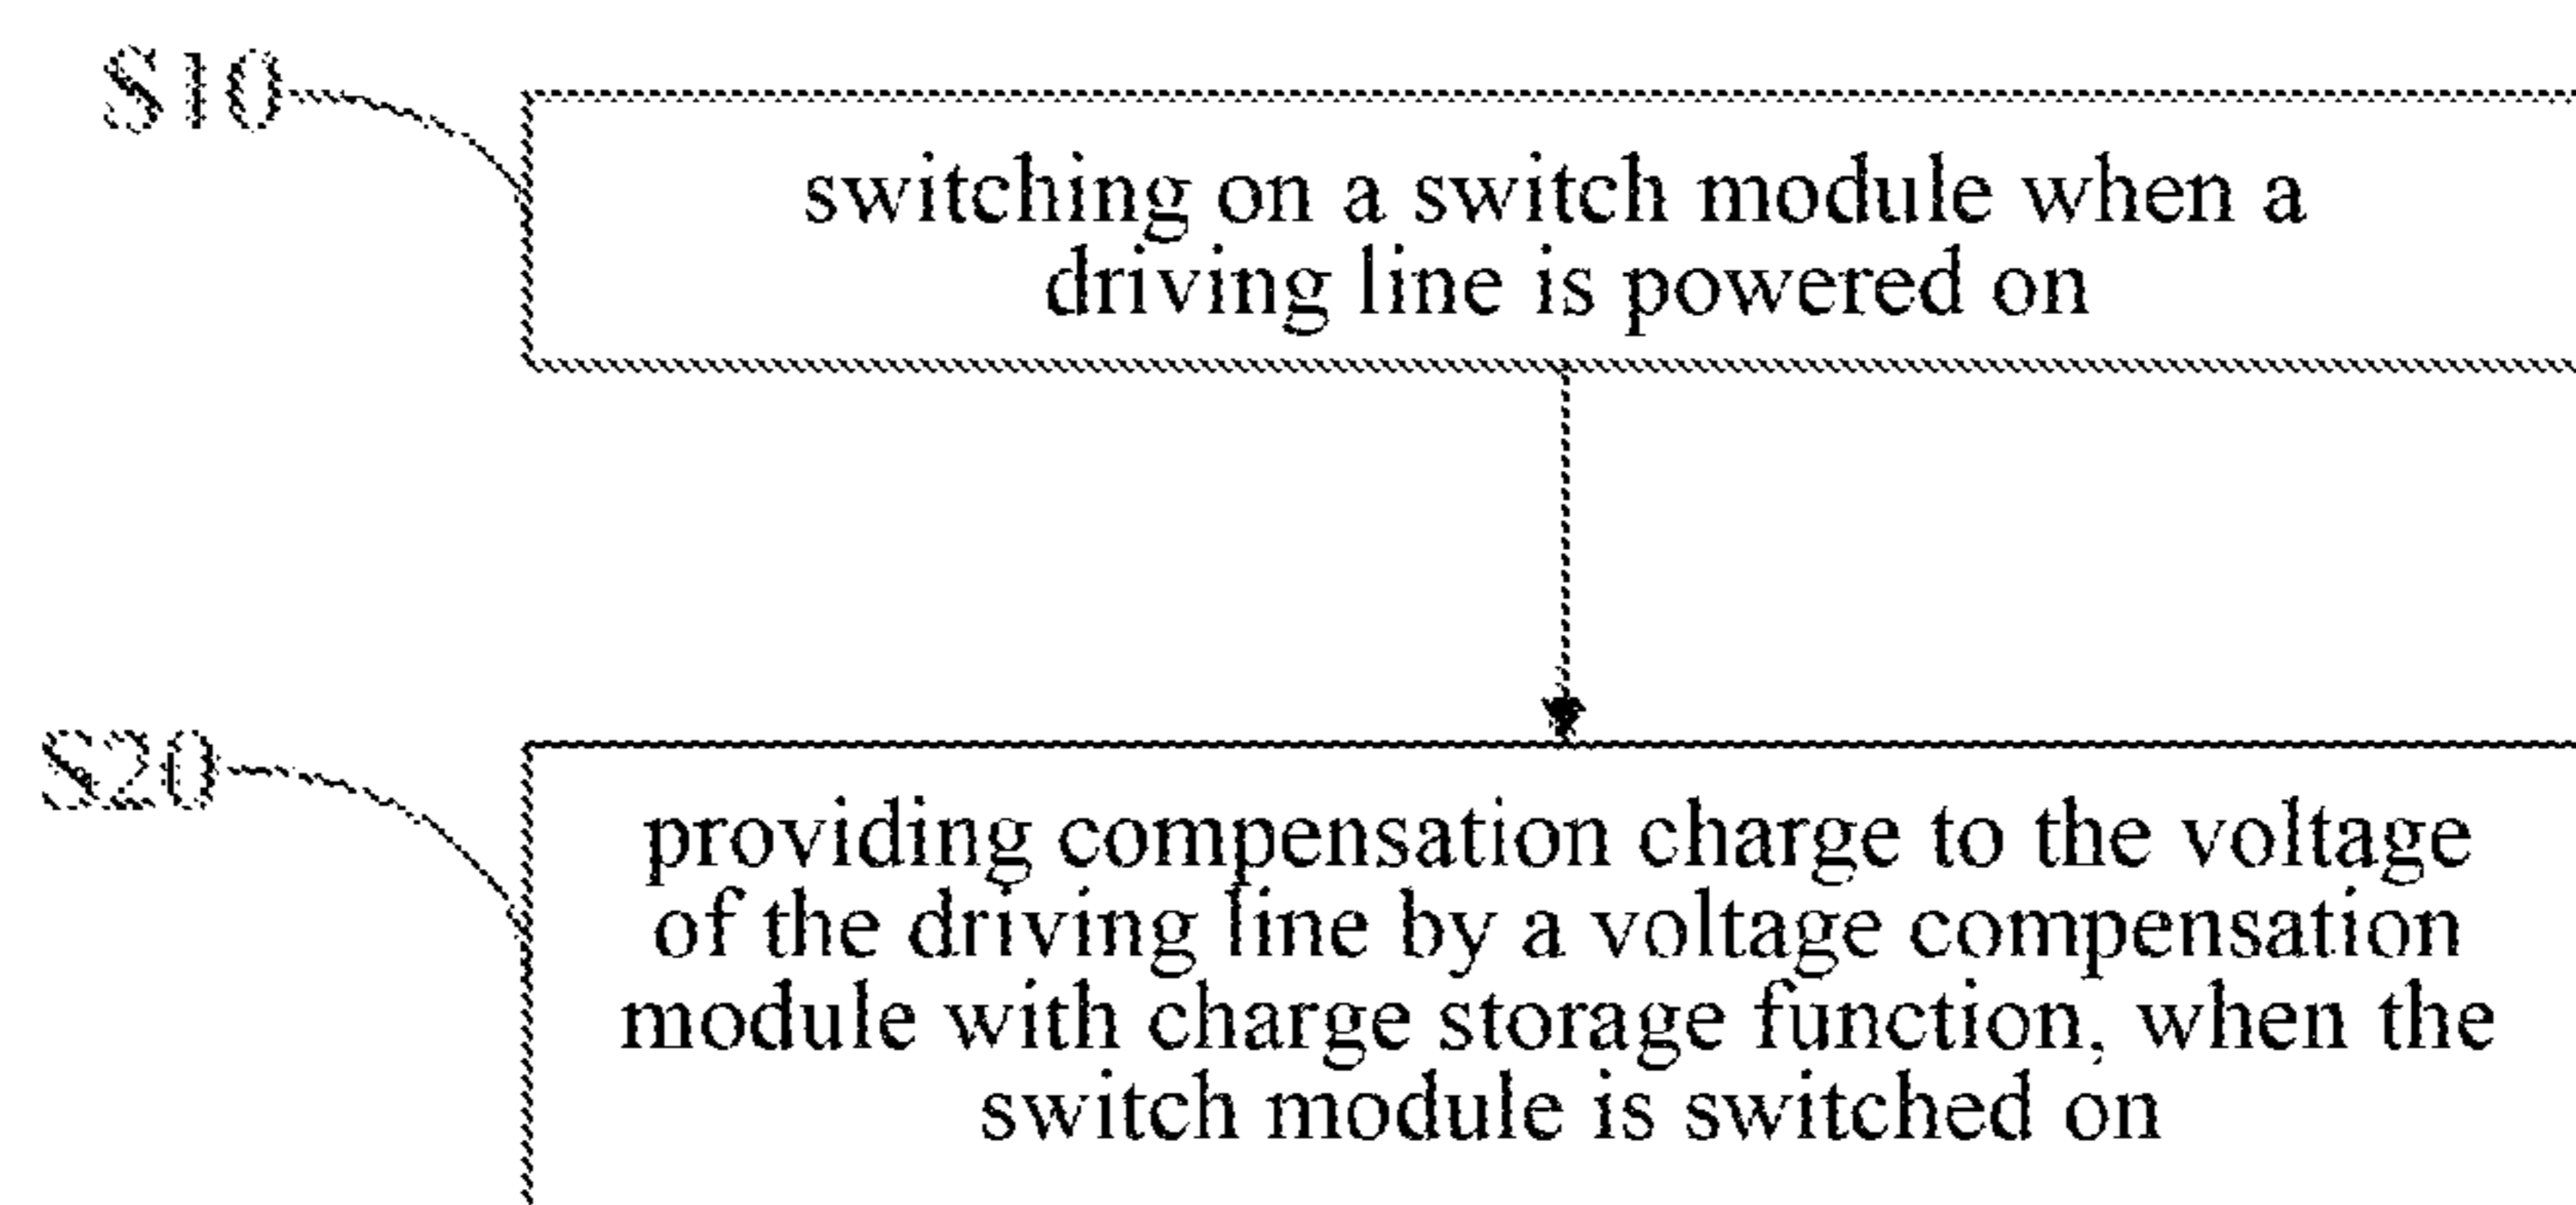 S10
switching on a switch module when a
driving line is powered on
S20
providing compensation charge to the voltage
of the driving line by a voltage compensation
module with charge storage function, when the
switch module is switched on